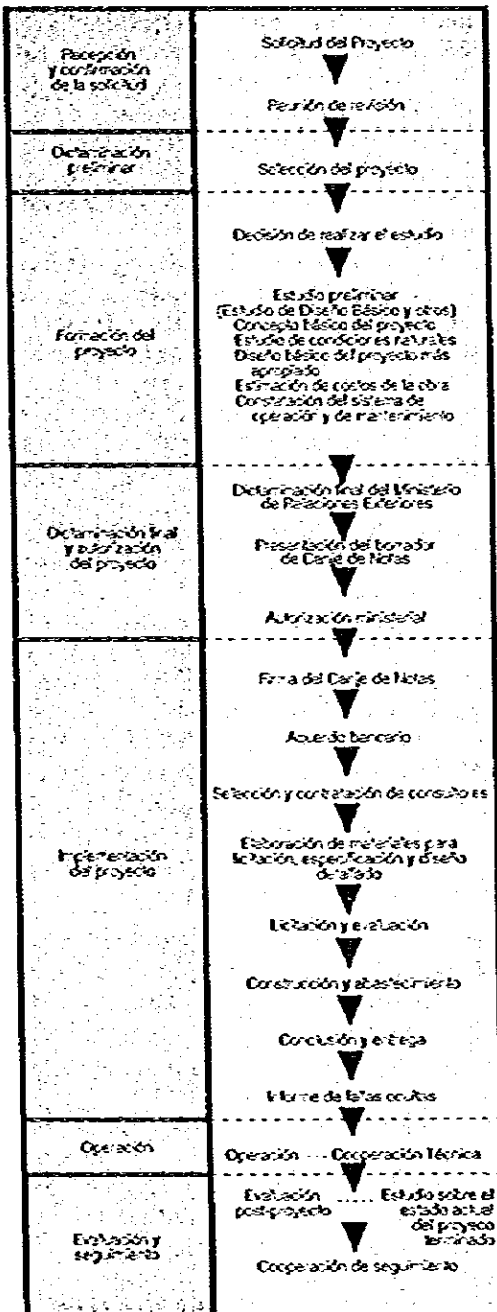 Recepción
y confirmación
de la solicitud
Solicitud del Proyecto
Reunión de revisión
Dictaminación
preliminar
Selección del proyecto
Formación del
proyecto
Decisión de realizar el estudio
Estudio preliminar
(Estudio de Diseño Básico y otros)
Concepto básico del proyecto
Estudio de condiciones naturales
Diseño básico del proyecto más
apropiado
Estimación de costos de la obra
Constatación del sistema de
operación y de mantenimiento
Dictaminación final
y autorización
del proyecto
Dictaminación final del Ministerio
de Relaciones Exteriores
Presentación del borrador
de Canje de Notas
Autorización ministerial
Implementación
del proyecto
Firma del Canje de Notas
Acuerdo bancario
Selección y contratación de consultores
Elaboración de materiales para
licitación, especificación y diseño
detallado
Licitación y evaluación
Construcción y abastecimiento
Conclusión y entrega
Informe de fallas ocultas
Operación
Operación ---- Cooperación Técnica
Evaluación y
seguimiento
Evaluación
post-proyecto
Estudio sobre el
estado actual
del proyeco
terminado
Cooperación de seguimiento